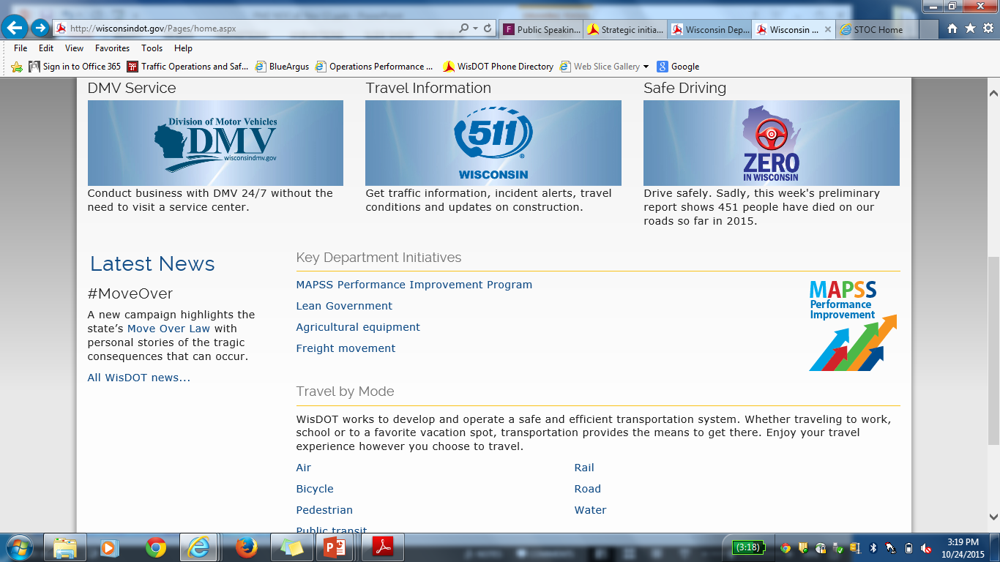 http://wisconsindot.gov/Pages/home.aspx
Public Speakin...
Strategic initia...
Wisconsin Dep...
Wisconsin ...
STOC Home
File Edit View Favorites Tools Help
Sign in to Office 365
Traffic Operations and Saf...
BlueArgus
Operations Performance ...
WisDOT Phone Directory
Web Slice Gallery
Google
DMV Service
Division of Motor Vehicles
DMV
wisconsindmv.gov
Conduct business with DMV 24/7 without the
need to visit a service center.
Travel Information
511
WISCONSIN
Get traffic information, incident alerts, travel
conditions and updates on construction.
Safe Driving
ZERO
IN WISCONSIN
Drive safely. Sadly, this week's preliminary
report shows 451 people have died on our
roads so far in 2015.
Latest News
#MoveOver
A new campaign highlights the
state’s Move Over Law with
personal stories of the tragic
consequences that can occur.
All WisDOT news...
Key Department Initiatives
MAPSS Performance Improvement Program
Lean Government
Agricultural equipment
Freight movement
MAPSS
Performance
Improvement
Travel by Mode
WisDOT works to develop and operate a safe and efficient transportation system. Whether traveling to work,
school or to a favorite vacation spot, transportation provides the means to get there. Enjoy your travel
experience however you choose to travel.
Air
Bicycle
Pedestrian
Public transit
Rail
Road
Water
(3:18)
3:19 PM
10/24/2015